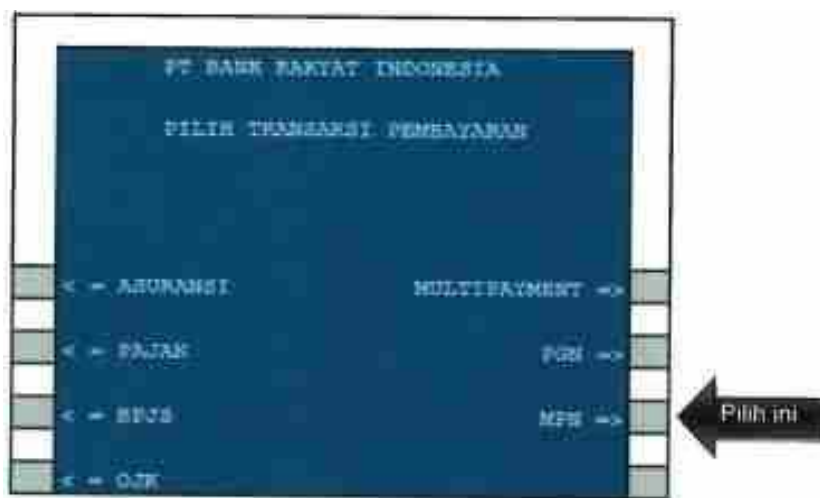 PT BANK RAKYAT INDONESIA
PILIH TRANSAKSI PEMBAYARAN
< = ASURANSI MULTIPAYMENT =>
< = PAJAK PGN =>
< = BPJS MPN =>
Pilih ini
< = OJK